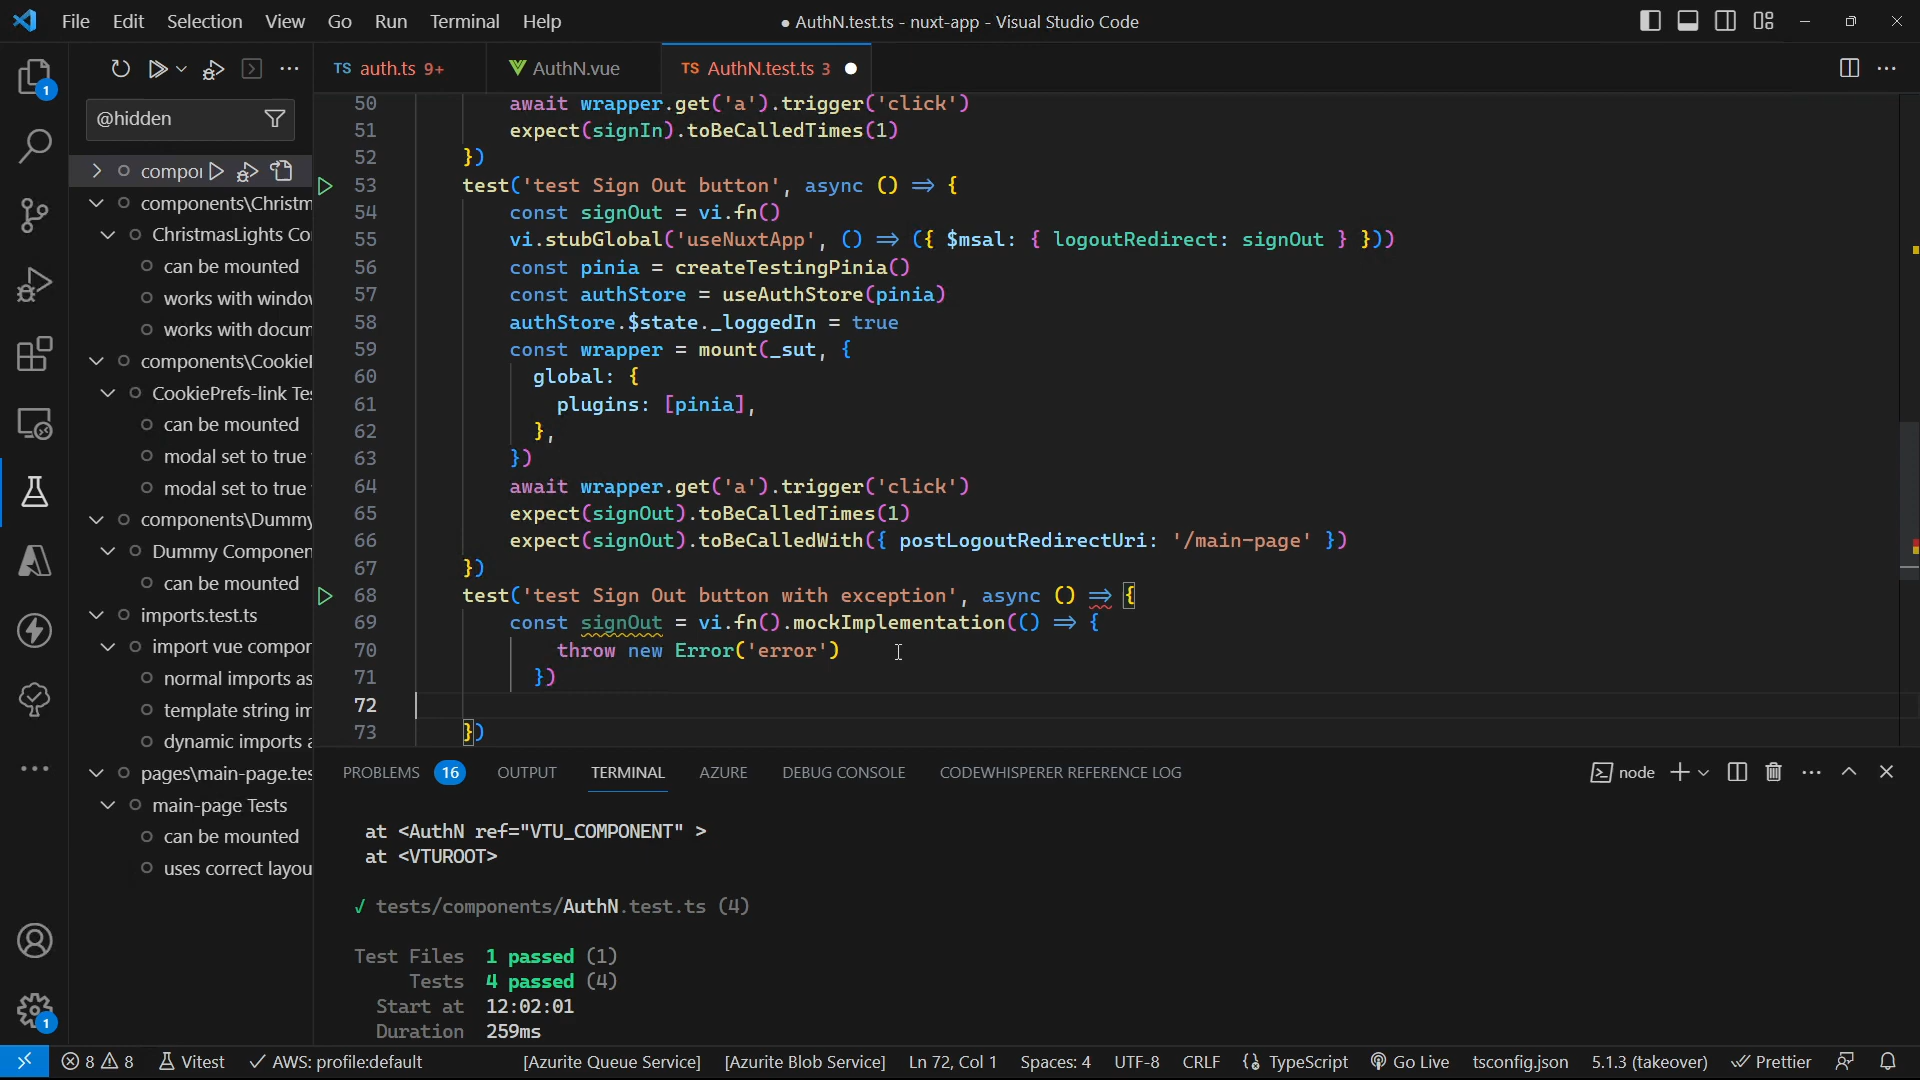 File Edit Selection View Go Run Terminal Help
● AuthN.test.ts - nuxt-app - Visual Studio Code
TS auth.ts 9+
AuthN.vue
TS AuthN.test.ts 3
@hidden
1
compo
components\Christm
ChristmasLights Co
can be mounted
works with windo
works with docum
components\Cookie
CookiePrefs-link Te
can be mounted
modal set to true
modal set to true
components\Dummy
Dummy Componen
can be mounted
imports.test.ts
import vue compo
normal imports as
template string im
dynamic imports a
pages\main-page.tes
main-page Tests
can be mounted
uses correct layou
1
50 await wrapper.get('a').trigger('click')
51 expect(signIn).toBeCalledTimes(1)
52 })
53 test('test Sign Out button', async () => {
54 const signOut = vi.fn()
55 vi.stubGlobal('useNuxtApp', () => ({ $msal: { logoutRedirect: signOut } }))
56 const pinia = createTestingPinia()
57 const authStore = useAuthStore(pinia)
58 authStore.$state._loggedIn = true
59 const wrapper = mount(_sut, {
60 global: {
61 plugins: [pinia],
62 },
63 })
64 await wrapper.get('a').trigger('click')
65 expect(signOut).toBeCalledTimes(1)
66 expect(signOut).toBeCalledWith({ postLogoutRedirectUri: '/main-page' })
67 })
68 test('test Sign Out button with exception', async () => {
69 const signOut = vi.fn().mockImplementation(() => {
70 throw new Error('error')
71 })
72
73 })
PROBLEMS 16 OUTPUT TERMINAL AZURE DEBUG CONSOLE CODEWHISPERER REFERENCE LOG
node
at <AuthN ref="VTU_COMPONENT" >
at <VTUROOT>
√ tests/components/AuthN.test.ts (4)
Test Files 1 passed (1)
Tests 4 passed (4)
Start at 12:02:01
Duration 259ms
8 8 Vitest AWS: profile:default [Azurite Queue Service] [Azurite Blob Service] Ln 72, Col 1 Spaces: 4 UTF-8 CRLF TypeScript Go Live tsconfig.json 5.1.3 (takeover) Prettier